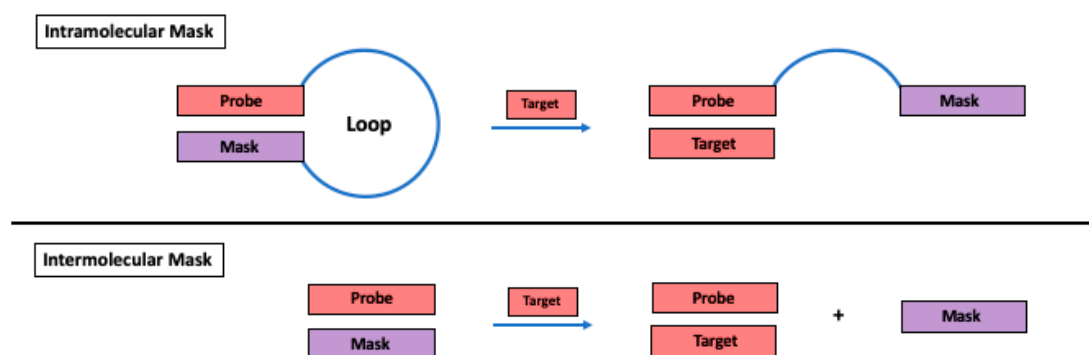 Intramolecular Mask
Probe
Mask
Loop
Target
Probe
Target
Mask
Intermolecular Mask
Probe
Mask
Target
Probe
Target
+
Mask